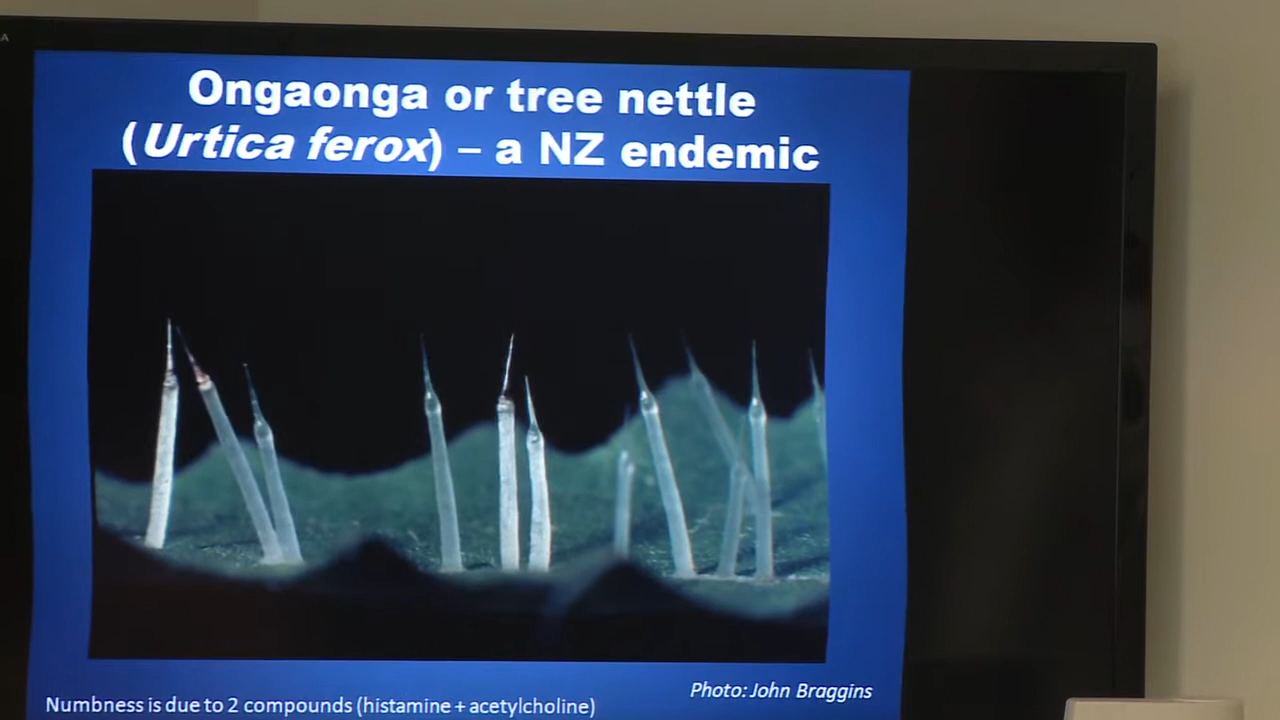 Ongaonga or tree nettle
(Urtica ferox) – a NZ endemic
Photo: John Braggins
Numbness is due to 2 compounds (histamine + acetylcholine)